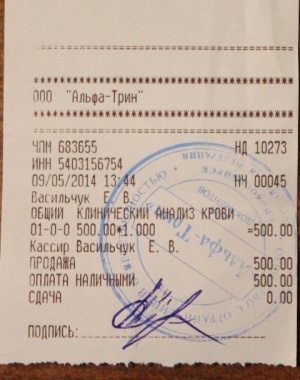 ООО "Альфа-Трин"
ЧПМ 683655 НД 10273
ИНН 5403156754
09/05/2014 13:44 НЧ 00045
Васильчук Е. В.
ОБЩИЙ КЛИНИЧЕСКИЙ АНАЛИЗ КРОВИ
01-0-0 500.00*1.000 =500.00
Кассир Васильчук Е. В.
ПРОДАЖА 500.00
ОПЛАТА НАЛИЧНЫМИ 500.00
СДАЧА 0.00
ПОДПИСЬ: